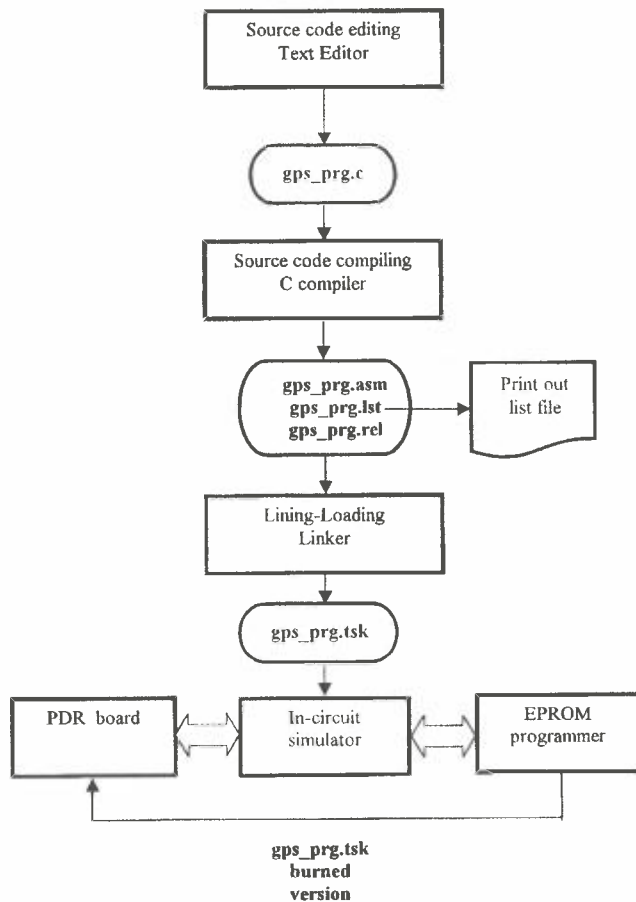 Source code editing
Text Editor
gps_prg.c
Source code compiling
C compiler
gps_prg.asm
gps_prg.lst
gps_prg.rel
Print out
list file
Lining-Loading
Linker
gps_prg.tsk
PDR board
In-circuit
simulator
EPROM
programmer
gps_prg.tsk
burned
version